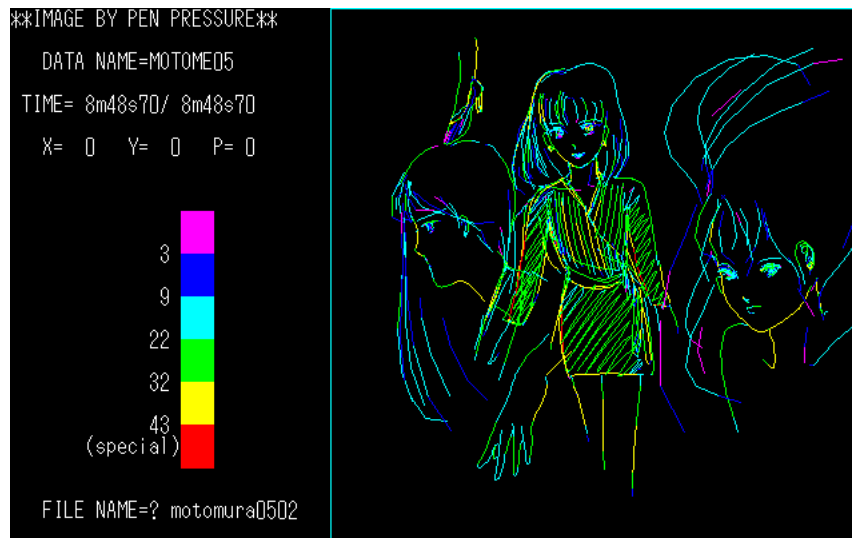 **IMAGE BY PEN PRESSURE**
DATA NAME=MOTOME05
TIME= 8m48s70/ 8m48s70
X= 0 Y= 0 P= 0
3
9
22
32
43
(special)
FILE NAME=? motomura0502